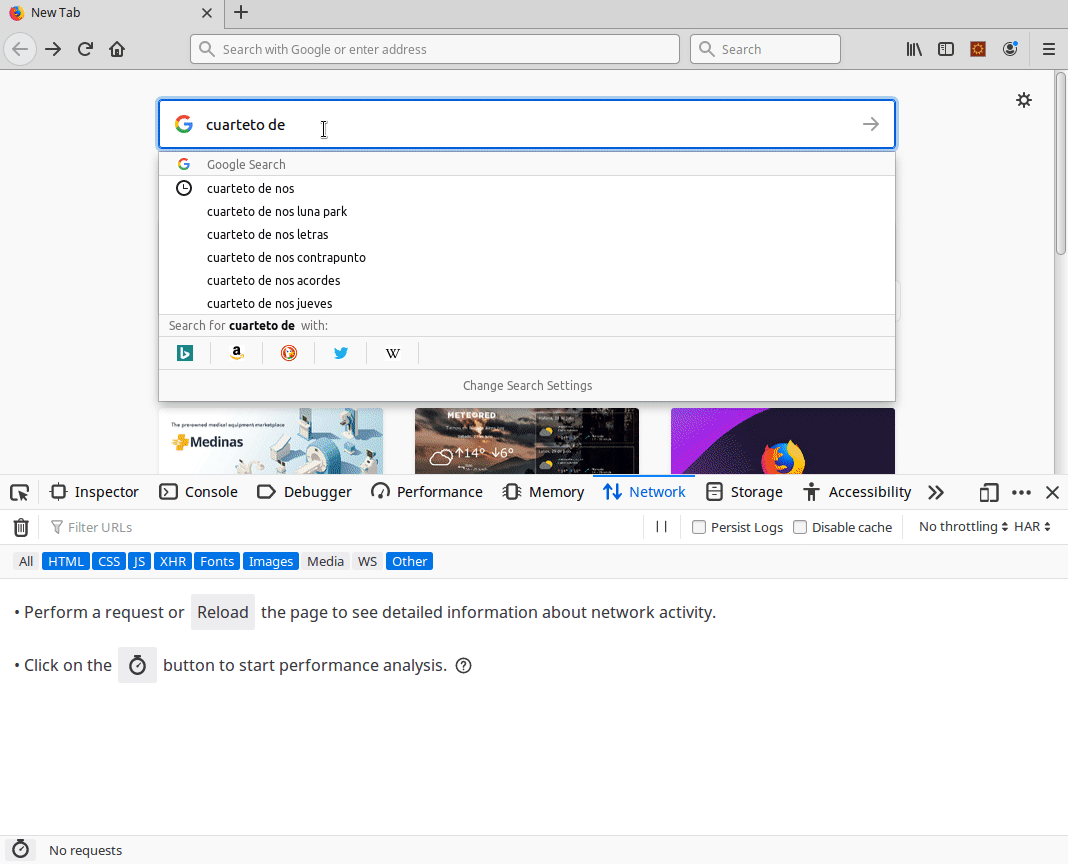 New Tab
Search with Google or enter address
Search
cuarteto de
Google Search
cuarteto de nos
cuarteto de nos luna park
cuarteto de nos letras
cuarteto de nos contrapunto
cuarteto de nos acordes
cuarteto de nos jueves
Search for cuarteto de with:
Change Search Settings
The pre-owned medical equipment marketplace
Medinas
METEORED
↑14° ↓6°
Inspector Console Debugger Performance Memory Network Storage Accessibility
Filter URLs Persist Logs Disable cache No throttling HAR
All HTML CSS JS XHR Fonts Images Media WS Other
• Perform a request or Reload the page to see detailed information about network activity.
• Click on the button to start performance analysis.
No requests